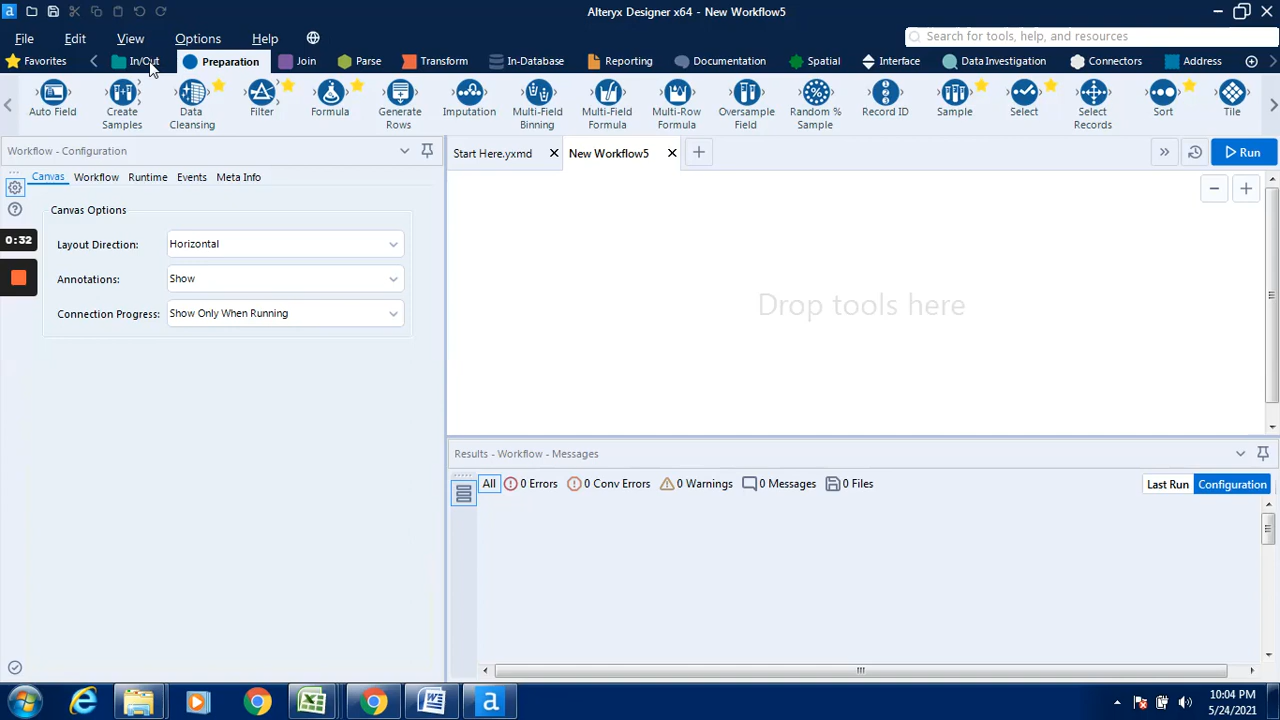 Alteryx Designer x64 - New Workflow5
File Edit View Options Help
Search for tools, help, and resources
Favorites In/Out Preparation Join Parse Transform In-Database Reporting Documentation Spatial Interface Data Investigation Connectors Address
Auto Field Create Samples Data Cleansing Filter Formula Generate Rows Imputation Multi-Field Binning Multi-Field Formula Multi-Row Formula Oversample Field Random % Sample Record ID Sample Select Select Records Sort Tile
Workflow - Configuration
Start Here.yxmd New Workflow5 Run
Canvas Workflow Runtime Events Meta Info
Canvas Options
0:32
Layout Direction: Horizontal
Annotations: Show
Connection Progress: Show Only When Running
Drop tools here
Results - Workflow - Messages
All 0 Errors 0 Conv Errors 0 Warnings 0 Messages 0 Files Last Run Configuration
10:04 PM
5/24/2021